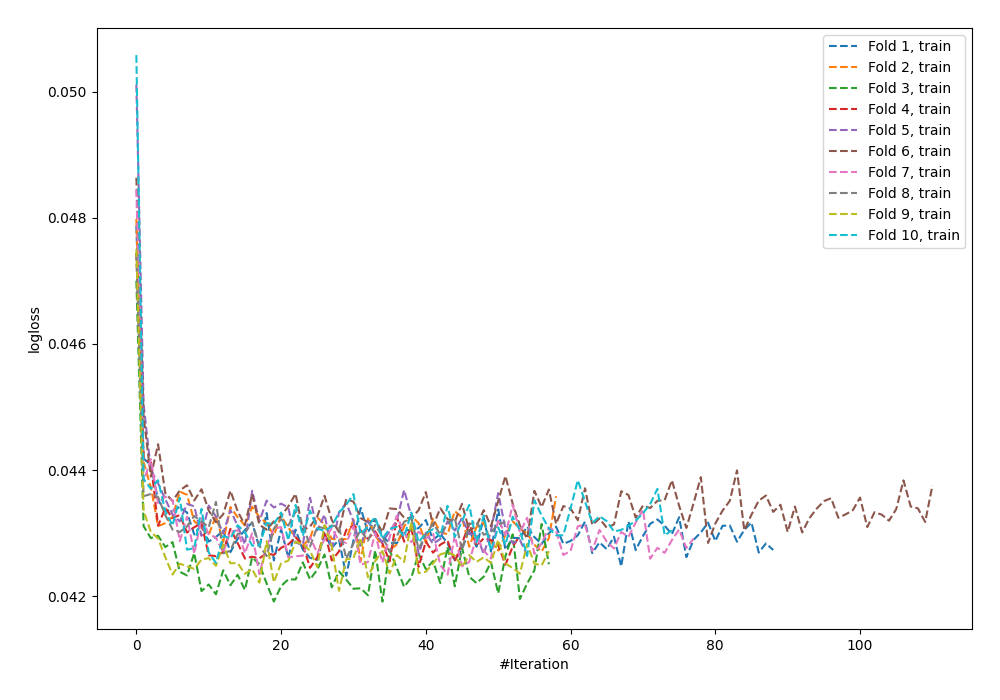 Fold 1, train
Fold 2, train
Fold 3, train
Fold 4, train
Fold 5, train
Fold 6, train
Fold 7, train
Fold 8, train
Fold 9, train
Fold 10, train
0.050
0.048
0.046
0.044
0.042
logloss
0 20 40 60 80 100
#Iteration